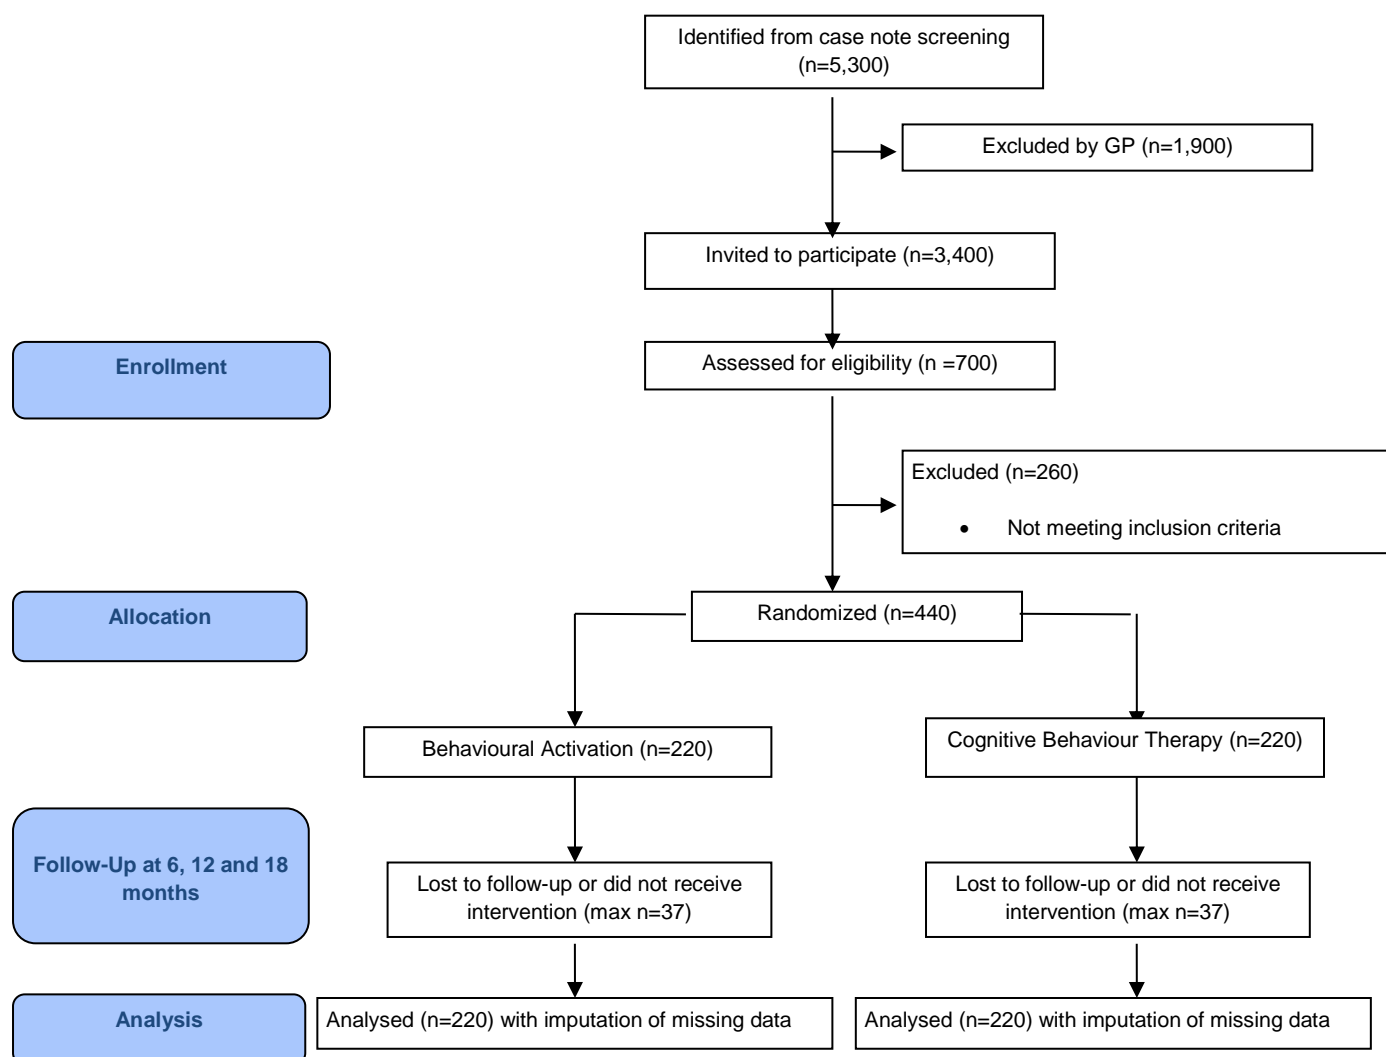 Identified from case note screening
(n=5,300)
Excluded by GP (n=1,900)
Invited to participate (n=3,400)
Enrollment
Assessed for eligibility (n =700)
Excluded (n=260)
• Not meeting inclusion criteria
Allocation
Randomized (n=440)
Behavioural Activation (n=220)
Cognitive Behaviour Therapy (n=220)
Follow-Up at 6, 12 and 18
months
Lost to follow-up or did not receive
intervention (max n=37)
Lost to follow-up or did not receive
intervention (max n=37)
Analysis
Analysed (n=220) with imputation of missing data
Analysed (n=220) with imputation of missing data